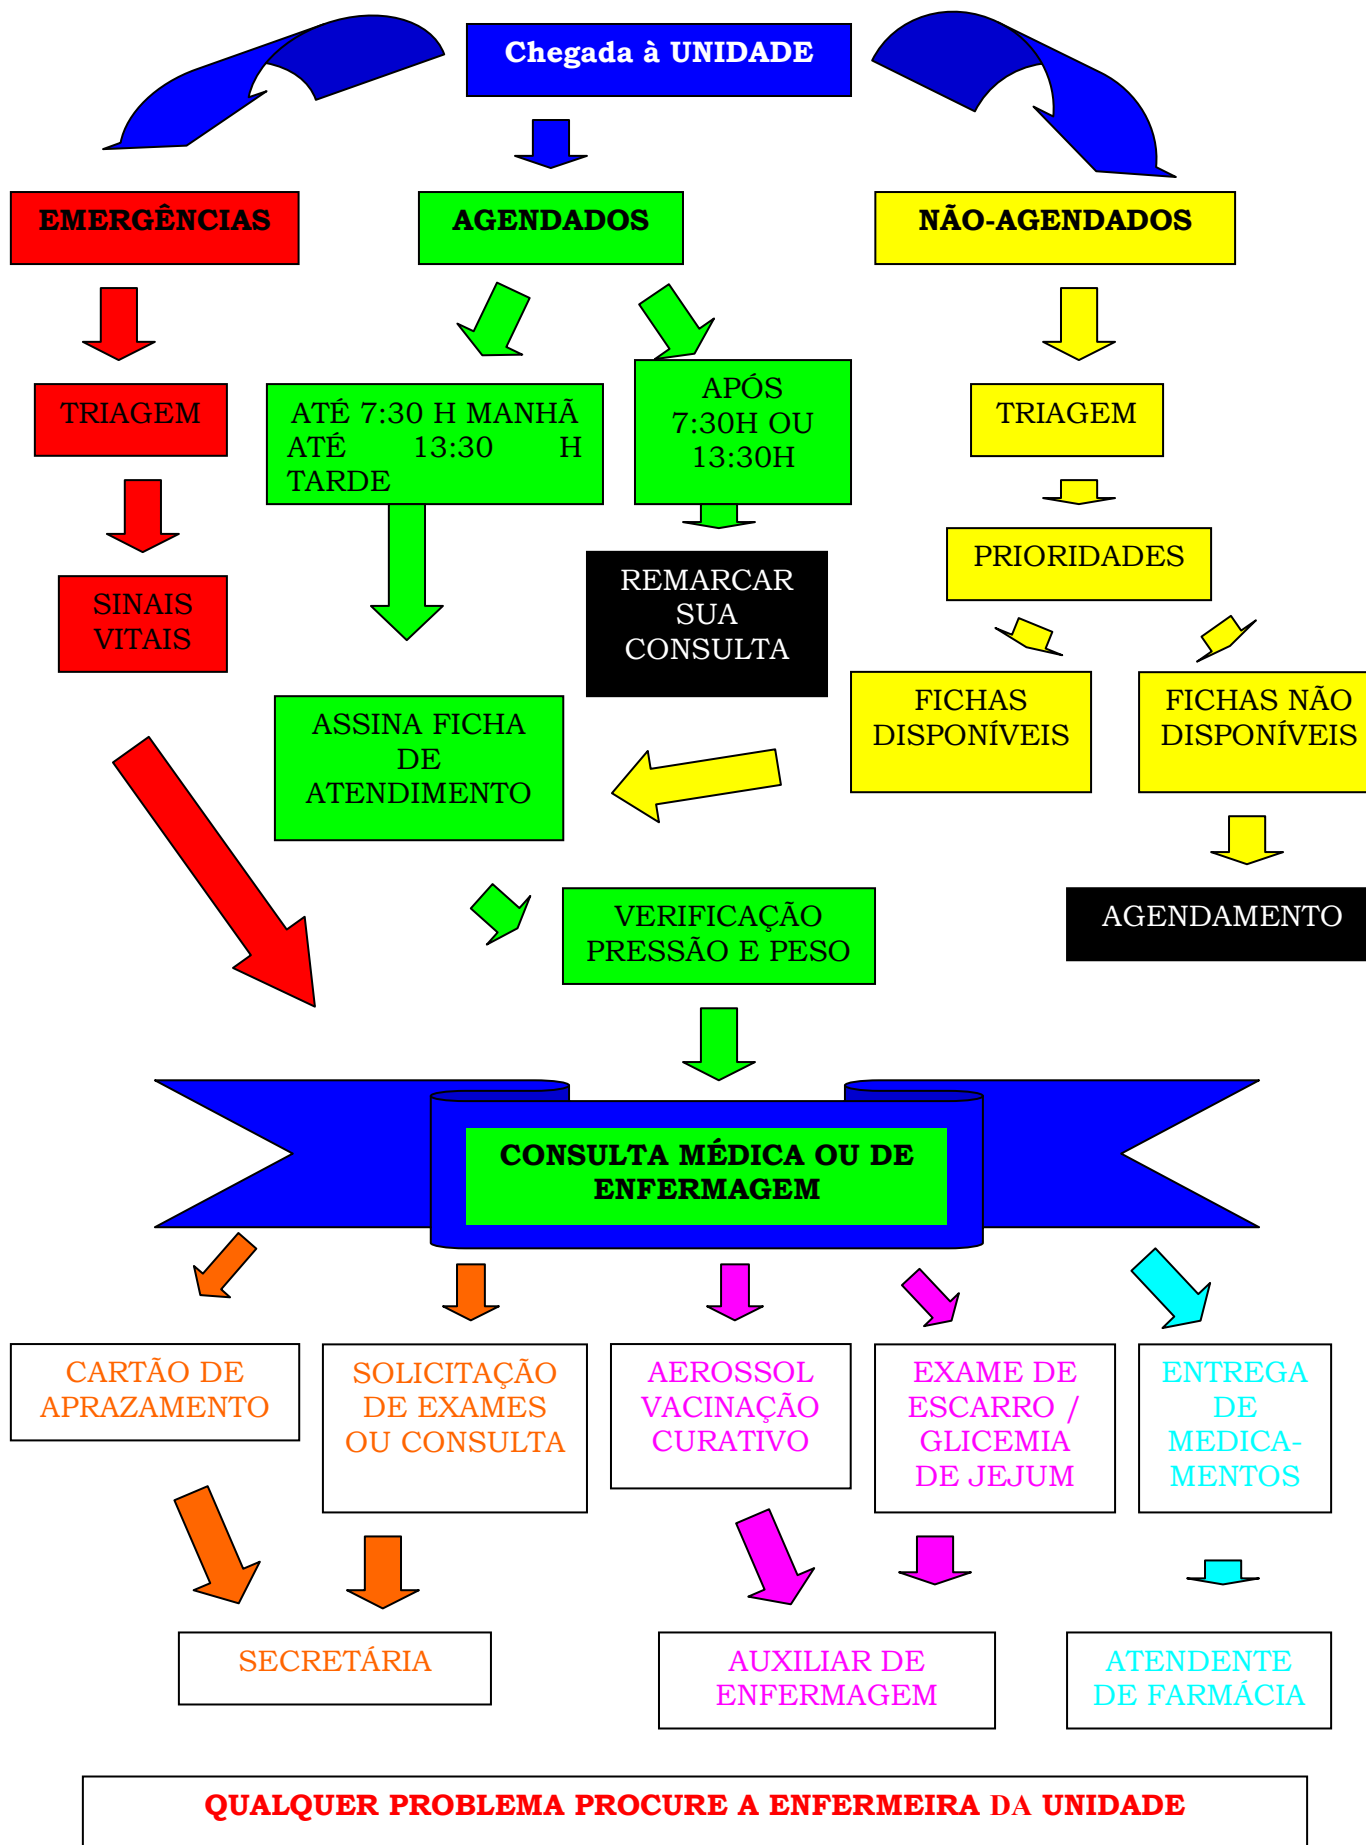 Chegada à UNIDADE
EMERGÊNCIAS
AGENDADOS
NÃO-AGENDADOS
TRIAGEM
ATÉ 7:30 H MANHÃ
ATÉ 13:30 H
TARDE
APÓS
7:30H OU
13:30H
TRIAGEM
SINAIS
VITAIS
REMARCAR
SUA
CONSULTA
PRIORIDADES
ASSINA FICHA
DE
ATENDIMENTO
FICHAS
DISPONÍVEIS
FICHAS NÃO
DISPONÍVEIS
VERIFICAÇÃO
PRESSÃO E PESO
AGENDAMENTO
CONSULTA MÉDICA OU DE
ENFERMAGEM
CARTÃO DE
APRAZAMENTO
SOLICITAÇÃO
DE EXAMES
OU CONSULTA
AEROSSOL
VACINAÇÃO
CURATIVO
EXAME DE
ESCARRO /
GLICEMIA
DE JEJUM
ENTREGA
DE
MEDICA-
MENTOS
SECRETÁRIA
AUXILIAR DE
ENFERMAGEM
ATENDENTE
DE FARMÁCIA
QUALQUER PROBLEMA PROCURE A ENFERMEIRA DA UNIDADE